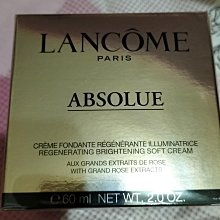 LANCÔME
PARIS
ABSOLUE
CRÈME FONDANTE RÉGÉNÉRANTE ILLUMINATRICE
REGENERATING BRIGHTENING SOFT CREAM
AUX GRANDS EXTRAITS DE ROSE
WITH GRAND ROSE EXTRACTS
e 60 ml NET WT. 2.0 OZ.